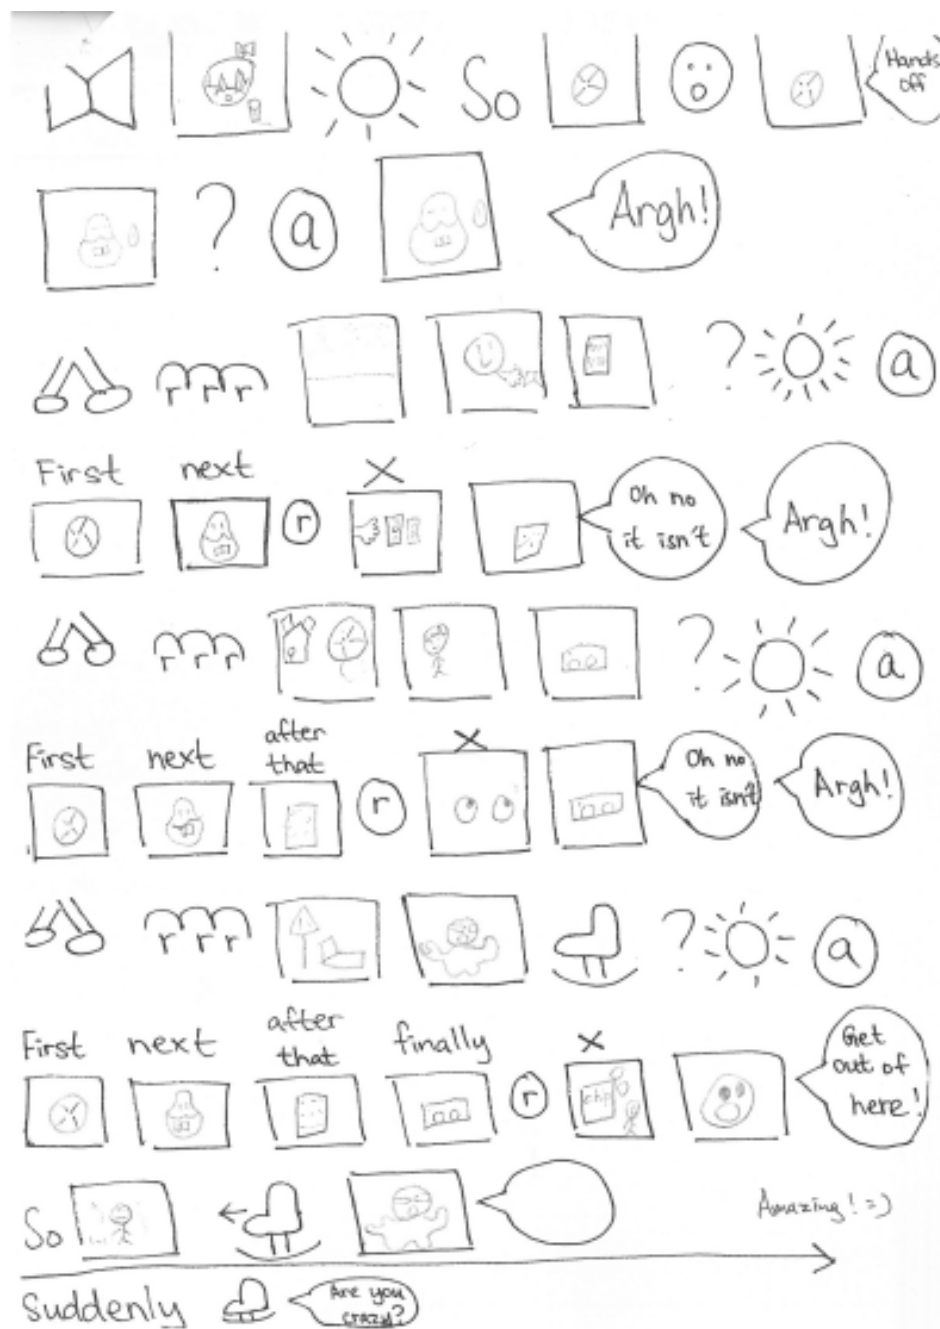 So Hands off
? a Argh!
r r r ? a
First next X
r Oh no it isn't Argh!
r r r ? a
First next after that X
r Oh no it isn't Argh!
r r r ? a
First next after that finally X
r Get out of here!
So Amazing! =)
Suddenly Are you crazy?